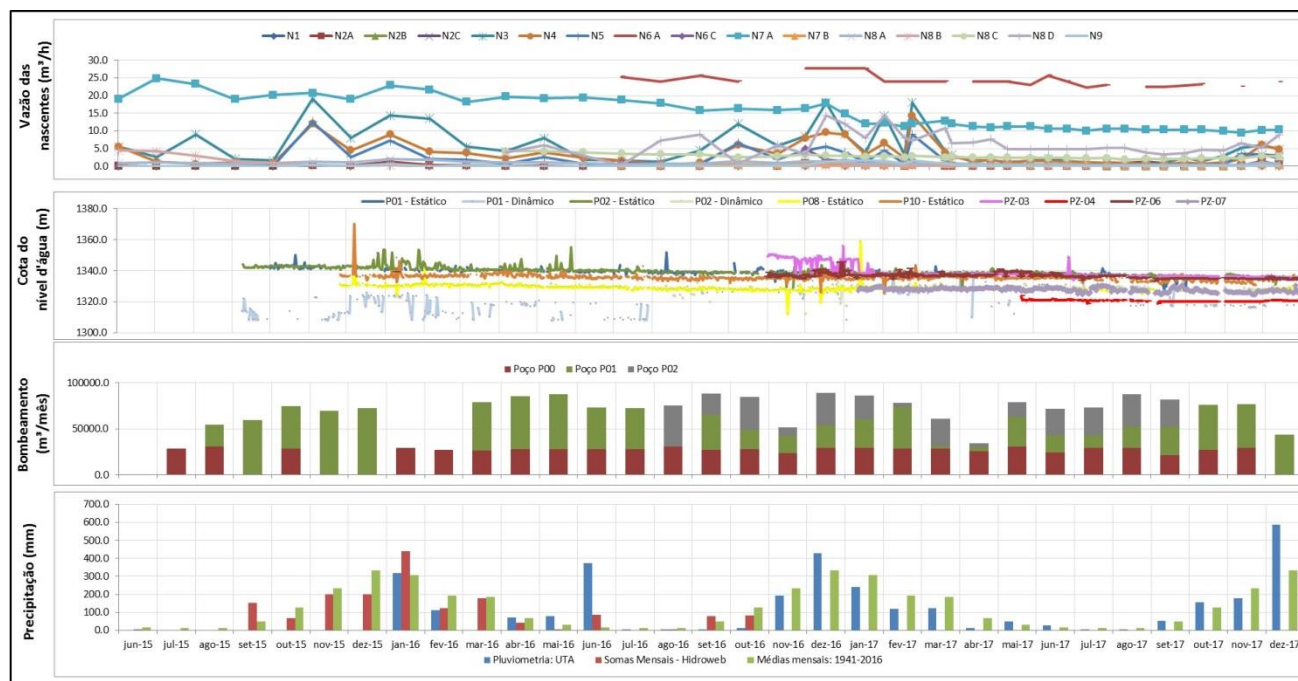 N1 N2A N2B N2C N3 N4 N5 N6 A N6 C N7 A N7 B N8 A N8 B N8 C N8 D N9
Vazão das
nascentes (m³/h)
30.0
25.0
20.0
15.0
10.0
5.0
0.0
P01 - Estático P01 - Dinâmico P02 - Estático P02 - Dinâmico P08 - Estático P10 - Estático PZ-03 PZ-04 PZ-06 PZ-07
Cota do
nível d'água (m)
1380.0
1360.0
1340.0
1320.0
1300.0
Poço P00 Poço P01 Poço P02
Bombeamento
(m³/mês)
100000.0
50000.0
0.0
Precipitação (mm)
700.0
600.0
500.0
400.0
300.0
200.0
100.0
0.0
jun-15 jul-15 ago-15 set-15 out-15 nov-15 dez-15 jan-16 fev-16 mar-16 abr-16 mai-16 jun-16 jul-16 ago-16 set-16 out-16 nov-16 dez-16 jan-17 fev-17 mar-17 abr-17 mai-17 jun-17 jul-17 ago-17 set-17 out-17 nov-17 dez-17
Pluviometria: UTA Somas Mensais - Hidroweb Médias mensais: 1941-2016